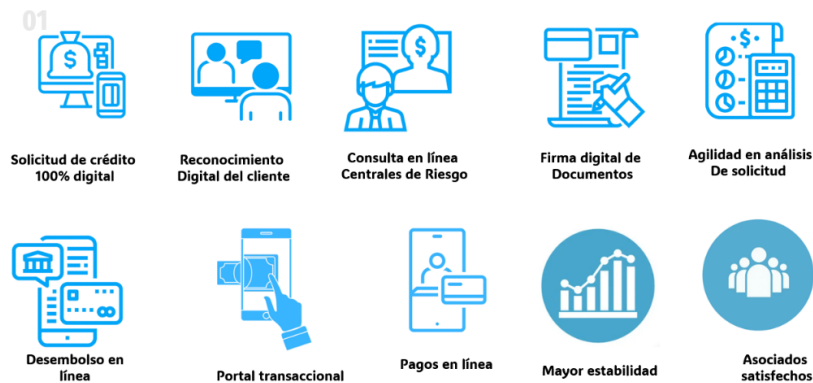 01
Solicitud de crédito
100% digital
Reconocimiento
Digital del cliente
Consulta en línea
Centrales de Riesgo
Firma digital de
Documentos
Agilidad en análisis
De solicitud
Desembolso en
línea
Portal transaccional
Pagos en línea
Mayor estabilidad
Asociados
satisfechos